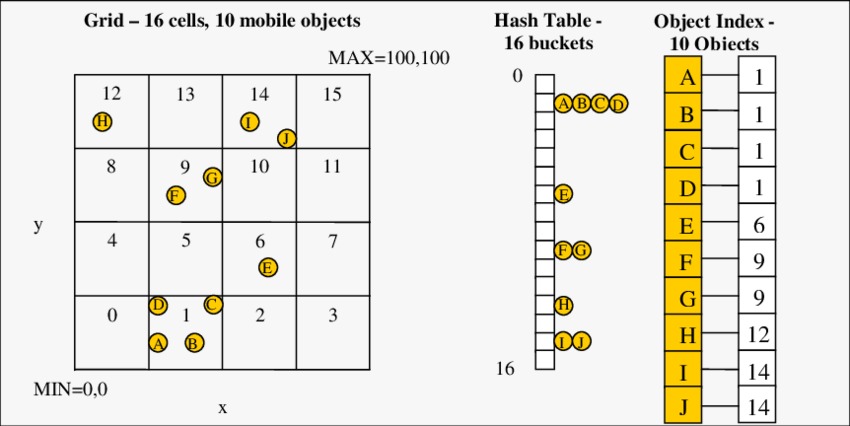 Grid – 16 cells, 10 mobile objects
MAX=100,100
12 13 14 15
H I J
8 9 10 11
F G
y
4 5 6 7
E
D C
0 1 2 3
A B
MIN=0,0
x
Hash Table -
16 buckets
0
A B C D
E
F G
H
I J
16
Object Index -
10 Objects
A 1
B 1
C 1
D 1
E 6
F 9
G 9
H 12
I 14
J 14